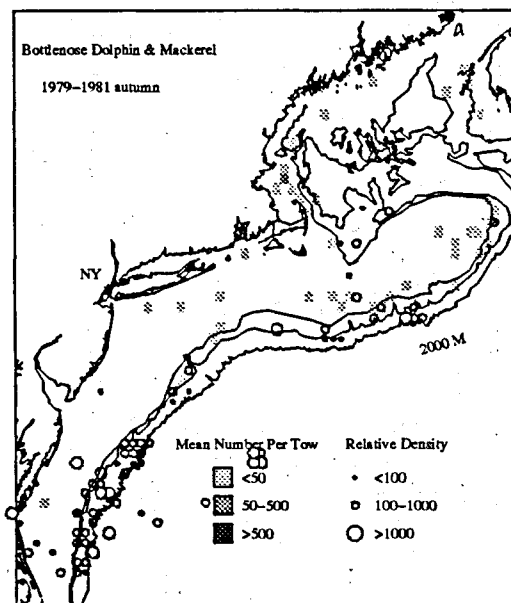 Bottlenose Dolphin & Mackerel
1979–1981 autumn
NY
2000 M
Mean Number Per Tow Relative Density
<50 <100
50–500 100–1000
>500 >1000